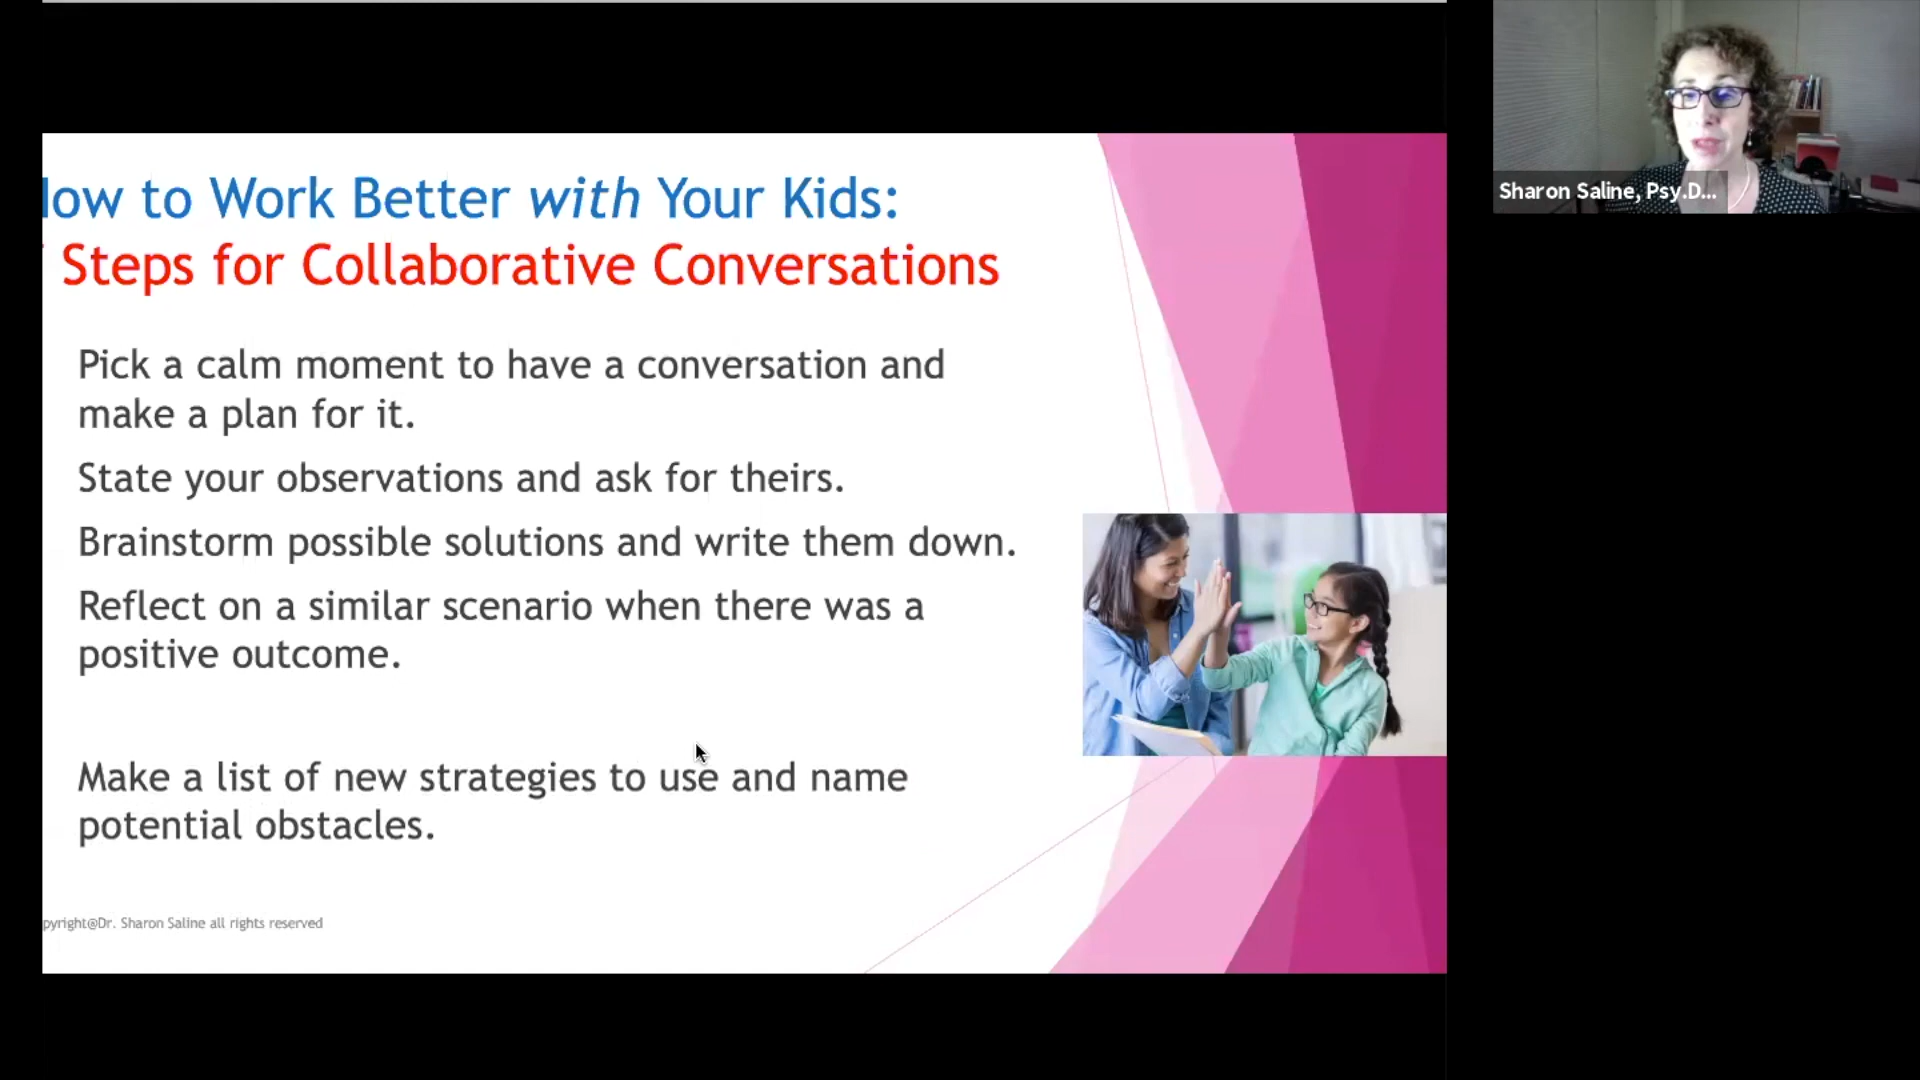 ow to Work Better with Your Kids:
Steps for Collaborative Conversations
Pick a calm moment to have a conversation and
make a plan for it.
State your observations and ask for theirs.
Brainstorm possible solutions and write them down.
Reflect on a similar scenario when there was a
positive outcome.
Make a list of new strategies to use and name
potential obstacles.
pyright@Dr. Sharon Saline all rights reserved
Sharon Saline, Psy.D...